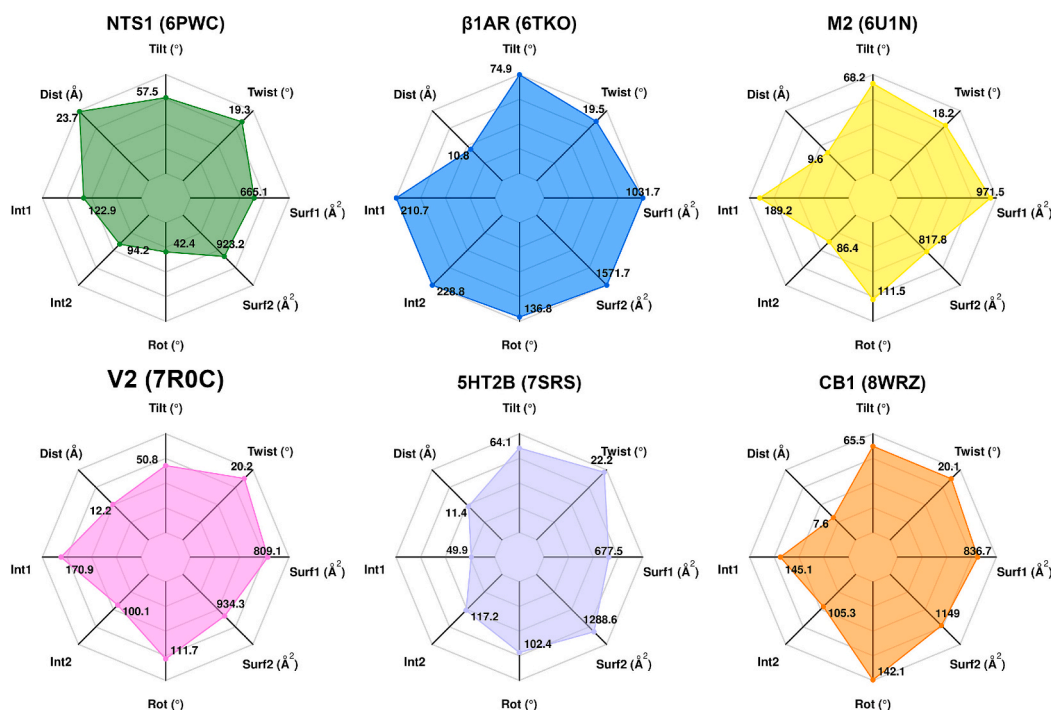 NTS1 (6PWC)
Tilt (°)
57.5
Twist (°)
19.3
Dist (Å)
23.7
665.1
Surf1 (Å²)
Int1
122.9
42.4
923.2
94.2
Int2
Surf2 (Å²)
Rot (°)
β1AR (6TKO)
Tilt (°)
74.9
Twist (°)
19.5
Dist (Å)
10.8
1031.7
Surf1 (Å²)
Int1
210.7
1571.7
228.8
Int2
136.8
Surf2 (Å²)
Rot (°)
M2 (6U1N)
Tilt (°)
68.2
Twist (°)
18.2
Dist (Å)
9.6
971.5
Surf1 (Å²)
Int1
189.2
817.8
86.4
Int2
111.5
Surf2 (Å²)
Rot (°)
V2 (7R0C)
Tilt (°)
50.8
Twist (°)
20.2
Dist (Å)
12.2
809.1
Surf1 (Å²)
Int1
170.9
934.3
100.1
Int2
111.7
Surf2 (Å²)
Rot (°)
5HT2B (7SRS)
Tilt (°)
64.1
Twist (°)
22.2
Dist (Å)
11.4
49.9
677.5
Surf1 (Å²)
Int1
1288.6
117.2
Int2
102.4
Surf2 (Å²)
Rot (°)
CB1 (8WRZ)
Tilt (°)
65.5
Twist (°)
20.1
Dist (Å)
7.6
836.7
Surf1 (Å²)
Int1
145.1
1149
105.3
Int2
142.1
Surf2 (Å²)
Rot (°)